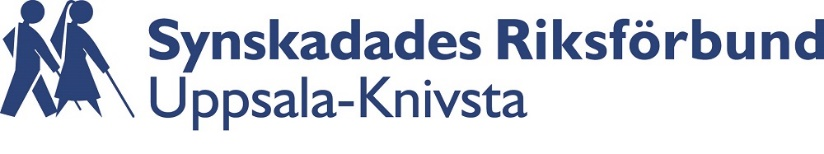 Synskadades Riksförbund
Uppsala-Knivsta